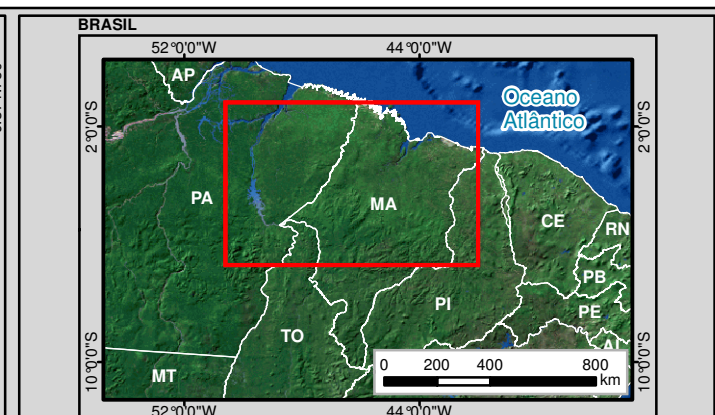 BRASIL
52°0'0"W
44°0'0"W
AP
Oceano
Atlântico
2°0'0"S
2°0'0"S
PA
MA
CE
RN
PB
PI
PE
TO
AL
0 200 400 800
km
MT
10°0'0"S
10°0'0"S
52°0'0"W
44°0'0"W